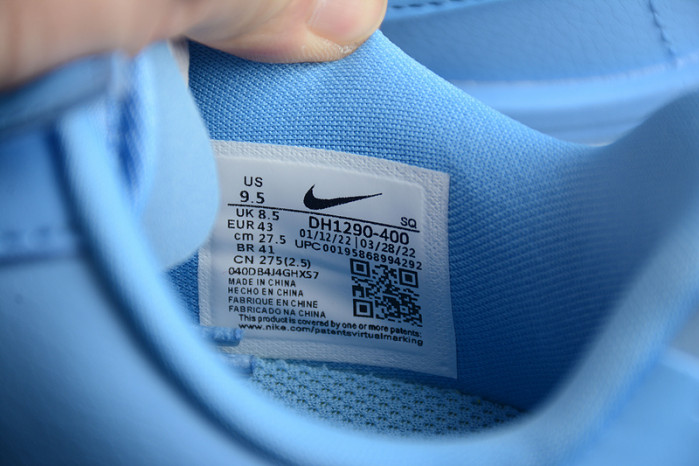 US
9.5
UK 8.5
EUR 43
cm 27.5
BR 41
CN 275(2.5)
SQ
DH1290-400
01/12/22 | 03/28/22
UPC 00195868994292
040DB4J4GHXS7
MADE IN CHINA
HECHO EN CHINA
FABRIQUE EN CHINE
FABRICADO NA CHINA
This product is covered by one or more patents.
www.nike.com/patentsvirtualmarking